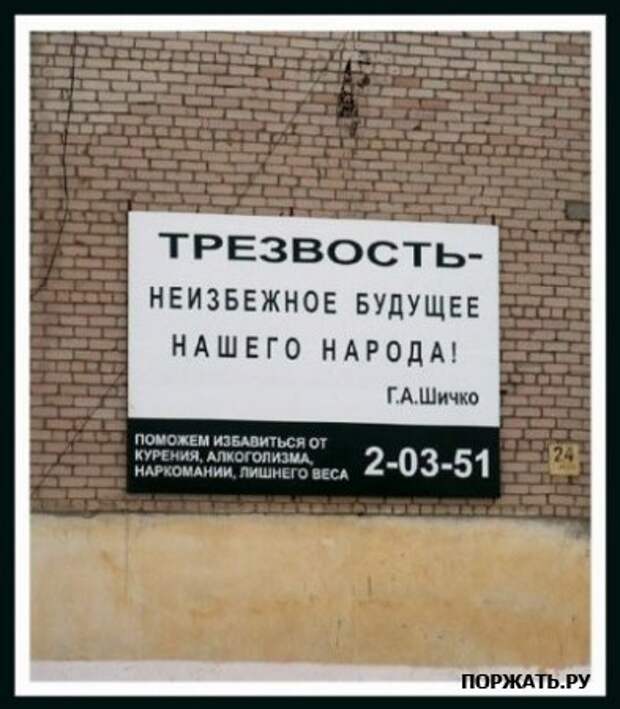 ТРЕЗВОСТЬ-
НЕИЗБЕЖНОЕ БУДУЩЕЕ
НАШЕГО НАРОДА!
Г.А.Шичко
ПОМОЖЕМ ИЗБАВИТЬСЯ ОТ
КУРЕНИЯ, АЛКОГОЛИЗМА,
НАРКОМАНИИ, ЛИШНЕГО ВЕСА
2-03-51
24
ПОРЖАТЬ.РУ